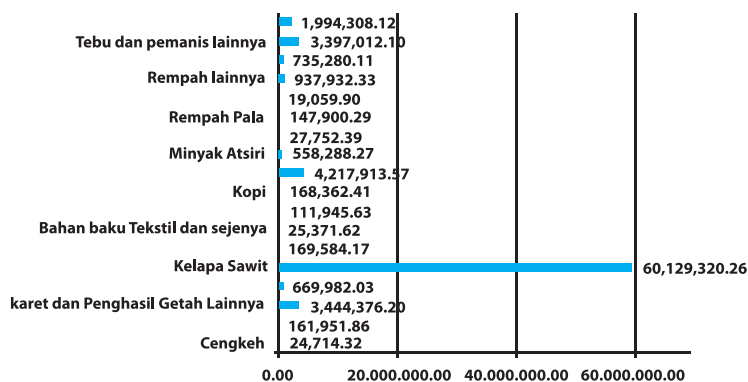 1,994,308.12
Tebu dan pemanis lainnya 3,397,012.10
735,280.11
Rempah lainnya 937,932.33
19,059.90
Rempah Pala 147,900.29
27,752.39
Minyak Atsiri 558,288.27
4,217,913.57
Kopi 168,362.41
111,945.63
Bahan baku Tekstil dan sejenya 25,371.62
169,584.17
Kelapa Sawit 60,129,320.26
669,982.03
karet dan Penghasil Getah Lainnya 3,444,376.20
161,951.86
Cengkeh 24,714.32
0.00 20.000.000.00 40.000.000.00 60.000.000.00